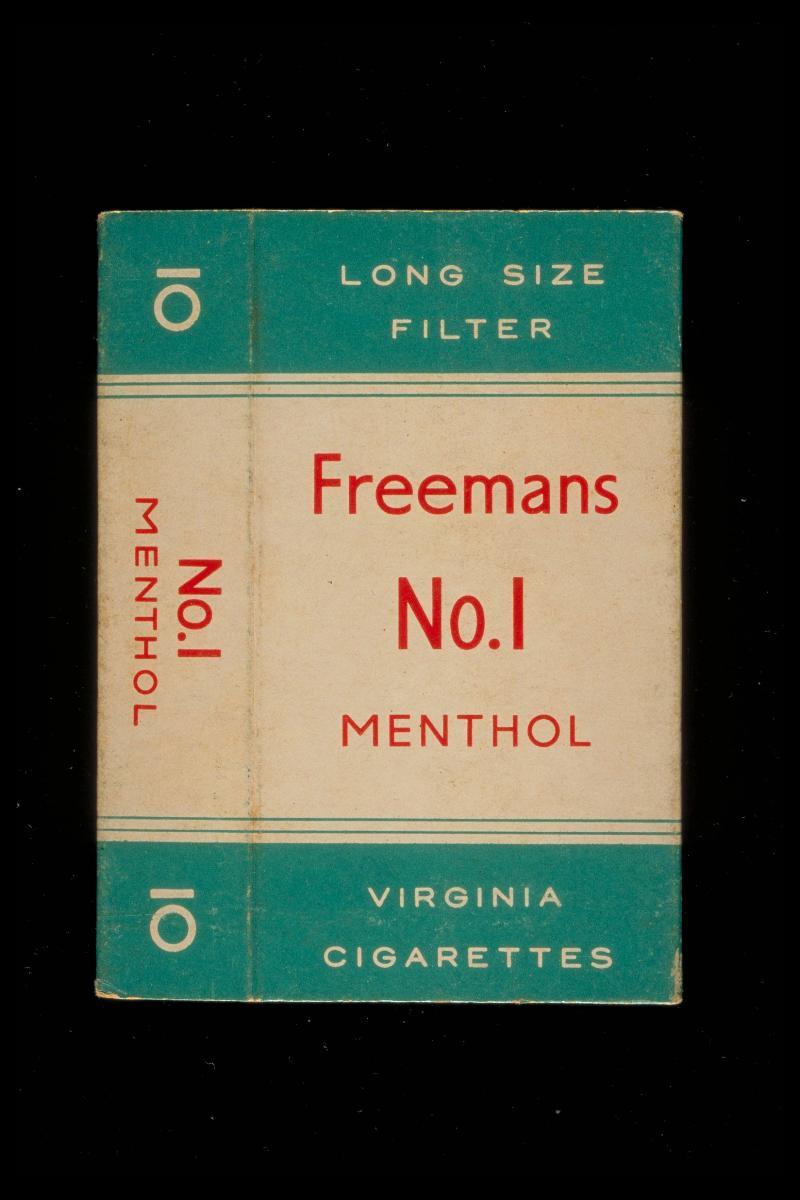 10
No.1
MENTHOL
10
LONG SIZE
FILTER
Freemans
No.1
MENTHOL
VIRGINIA
CIGARETTES